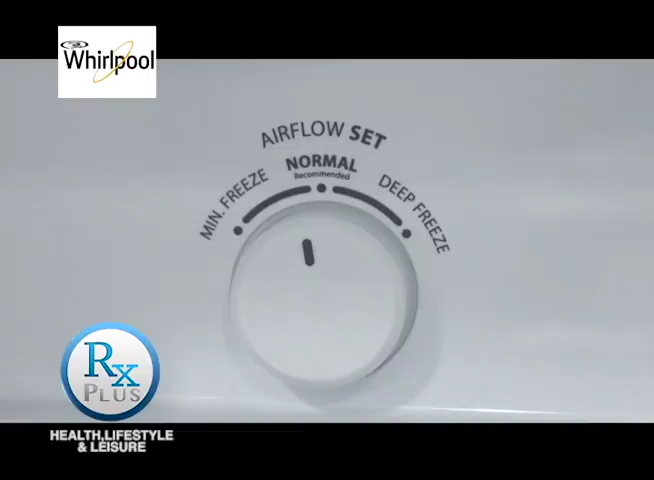 Whirlpool
AIRFLOW SET
NORMAL
Recommended
MIN. FREEZE
DEEP FREEZE
Rx
PLUS
HEALTH,LIFESTYLE
& LEISURE